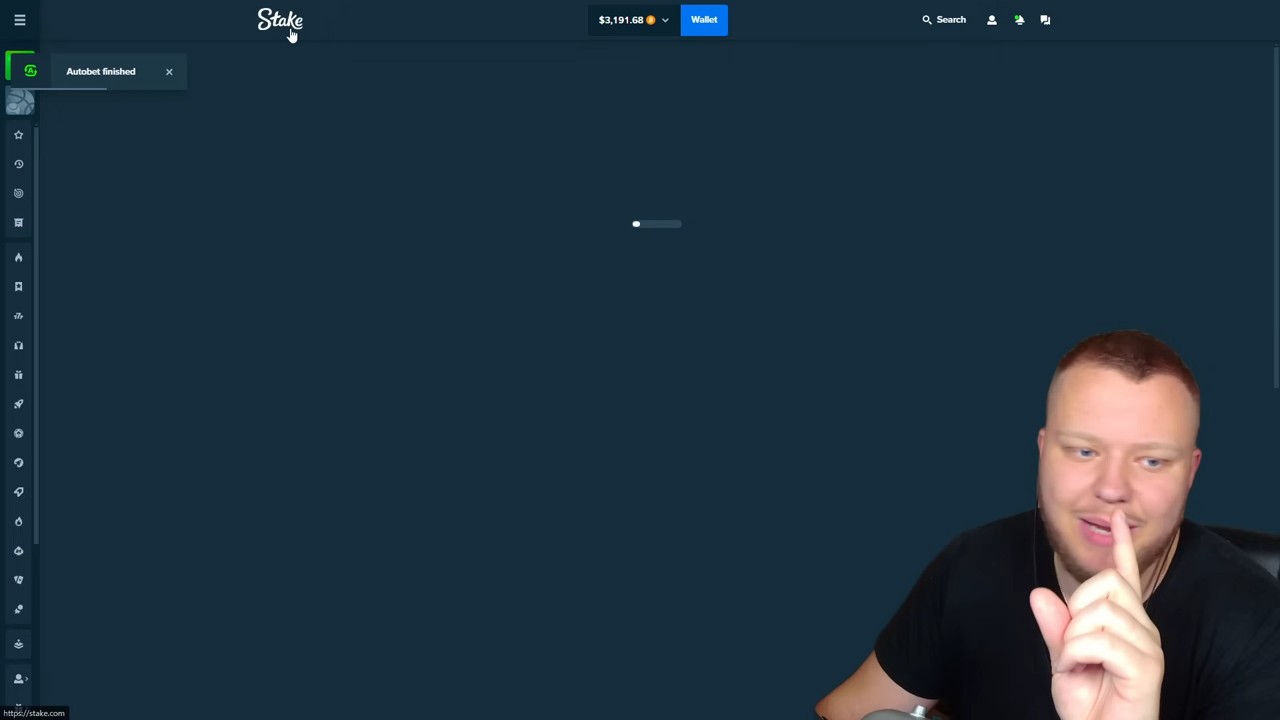 Stake
$3,191.68
Wallet
Search
Autobet finished
https://stake.com